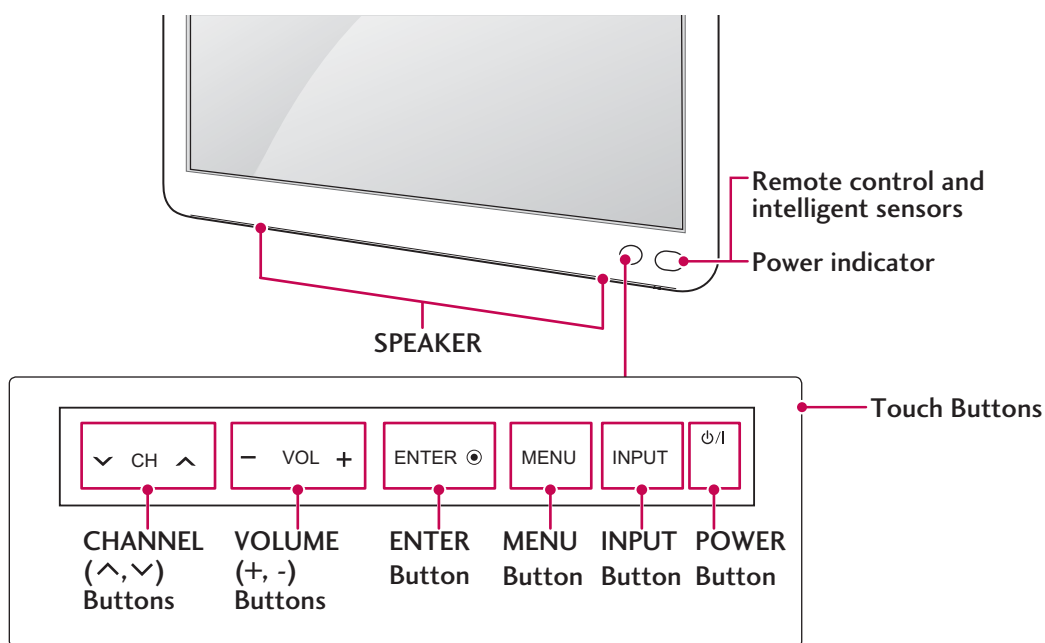 Remote control and
intelligent sensors
Power indicator
SPEAKER
Touch Buttons
⌵ CH ⌃
− VOL +
ENTER ◉
MENU
INPUT
⏻/I
CHANNEL
(⌃,⌵)
Buttons
VOLUME
(+, -)
Buttons
ENTER
Button
MENU
Button
INPUT
Button
POWER
Button